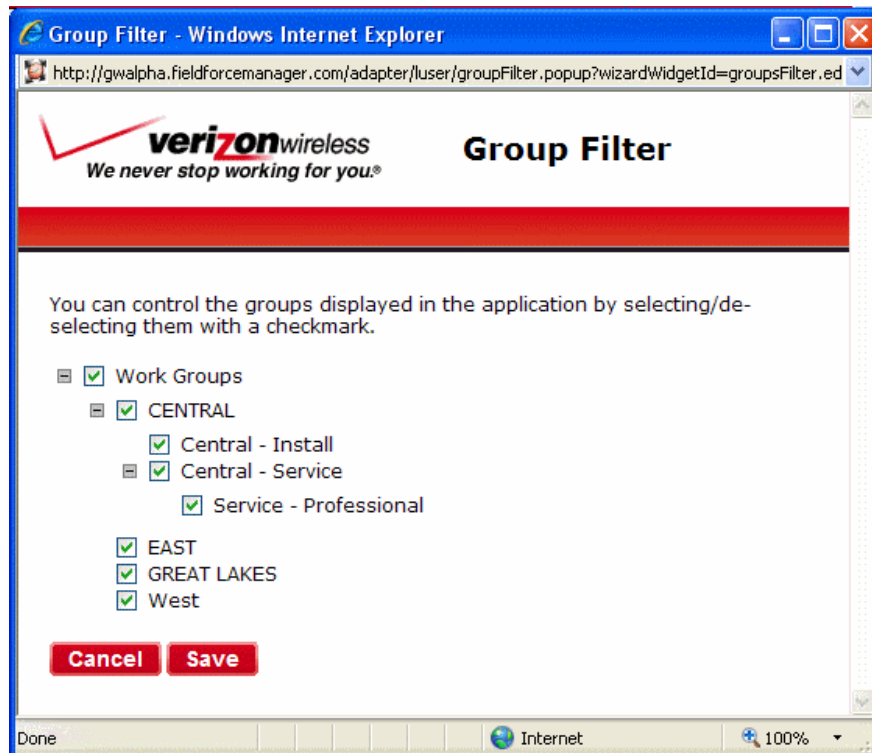 Group Filter - Windows Internet Explorer
http://gwalpha.fieldforcemanager.com/adapter/luser/groupFilter.popup?wizardWidgetId=groupsFilter.ed
verizonwireless
We never stop working for you.®
Group Filter
You can control the groups displayed in the application by selecting/de-
selecting them with a checkmark.
Work Groups
CENTRAL
Central - Install
Central - Service
Service - Professional
EAST
GREAT LAKES
West
Cancel Save
Done Internet 100%